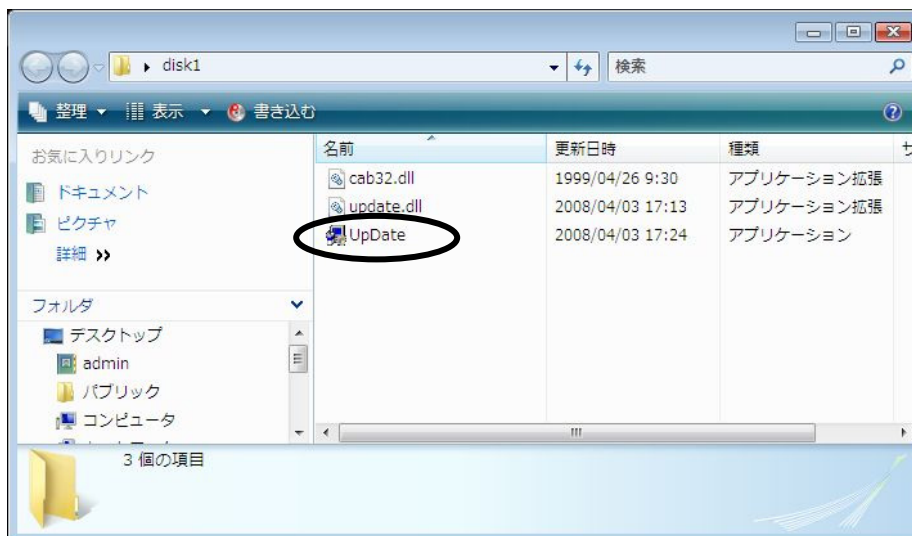 disk1
検索
整理 表示 書き込む
お気に入りリンク
ドキュメント
ピクチャ
詳細
フォルダ
デスクトップ
admin
パブリック
コンピュータ
名前 更新日時 種類
cab32.dll 1999/04/26 9:30 アプリケーション拡張
update.dll 2008/04/03 17:13 アプリケーション拡張
UpDate 2008/04/03 17:24 アプリケーション
3 個の項目